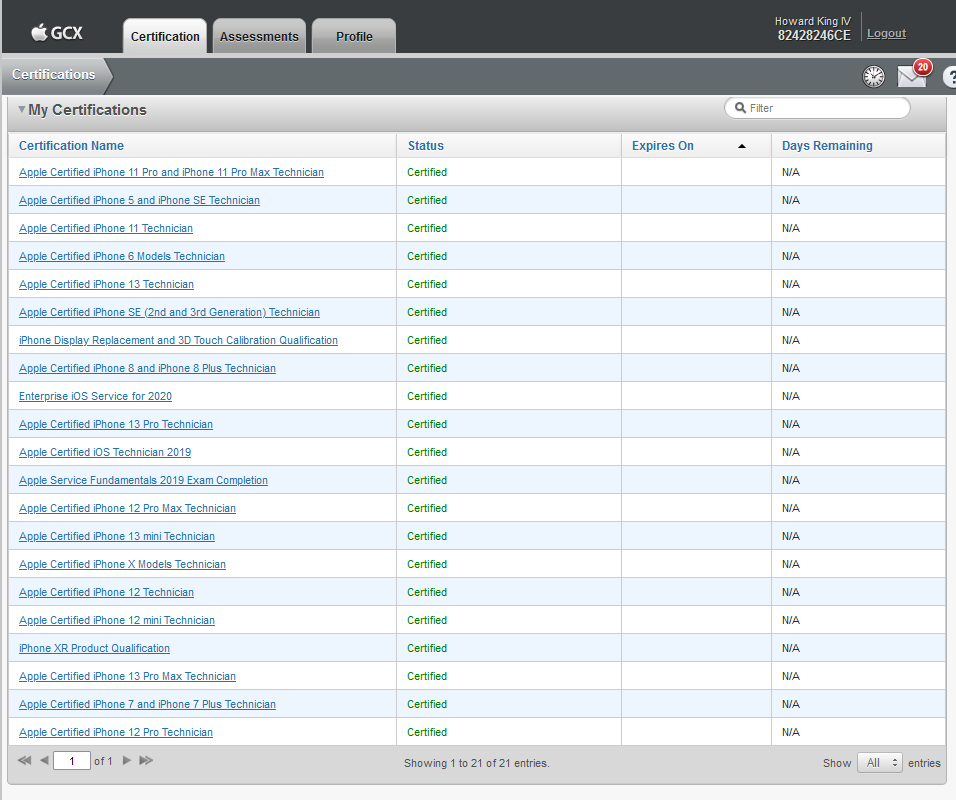 GCX
Certification
Assessments
Profile
Howard King IV
82428246CE
Logout
Certifications
20
?
My Certifications
Filter
Certification Name Status Expires On Days Remaining
Apple Certified iPhone 11 Pro and iPhone 11 Pro Max Technician Certified N/A
Apple Certified iPhone 5 and iPhone SE Technician Certified N/A
Apple Certified iPhone 11 Technician Certified N/A
Apple Certified iPhone 6 Models Technician Certified N/A
Apple Certified iPhone 13 Technician Certified N/A
Apple Certified iPhone SE (2nd and 3rd Generation) Technician Certified N/A
iPhone Display Replacement and 3D Touch Calibration Qualification Certified N/A
Apple Certified iPhone 8 and iPhone 8 Plus Technician Certified N/A
Enterprise iOS Service for 2020 Certified N/A
Apple Certified iPhone 13 Pro Technician Certified N/A
Apple Certified iOS Technician 2019 Certified N/A
Apple Service Fundamentals 2019 Exam Completion Certified N/A
Apple Certified iPhone 12 Pro Max Technician Certified N/A
Apple Certified iPhone 13 mini Technician Certified N/A
Apple Certified iPhone X Models Technician Certified N/A
Apple Certified iPhone 12 Technician Certified N/A
Apple Certified iPhone 12 mini Technician Certified N/A
iPhone XR Product Qualification Certified N/A
Apple Certified iPhone 13 Pro Max Technician Certified N/A
Apple Certified iPhone 7 and iPhone 7 Plus Technician Certified N/A
Apple Certified iPhone 12 Pro Technician Certified N/A
1 of 1 Showing 1 to 21 of 21 entries. Show All entries